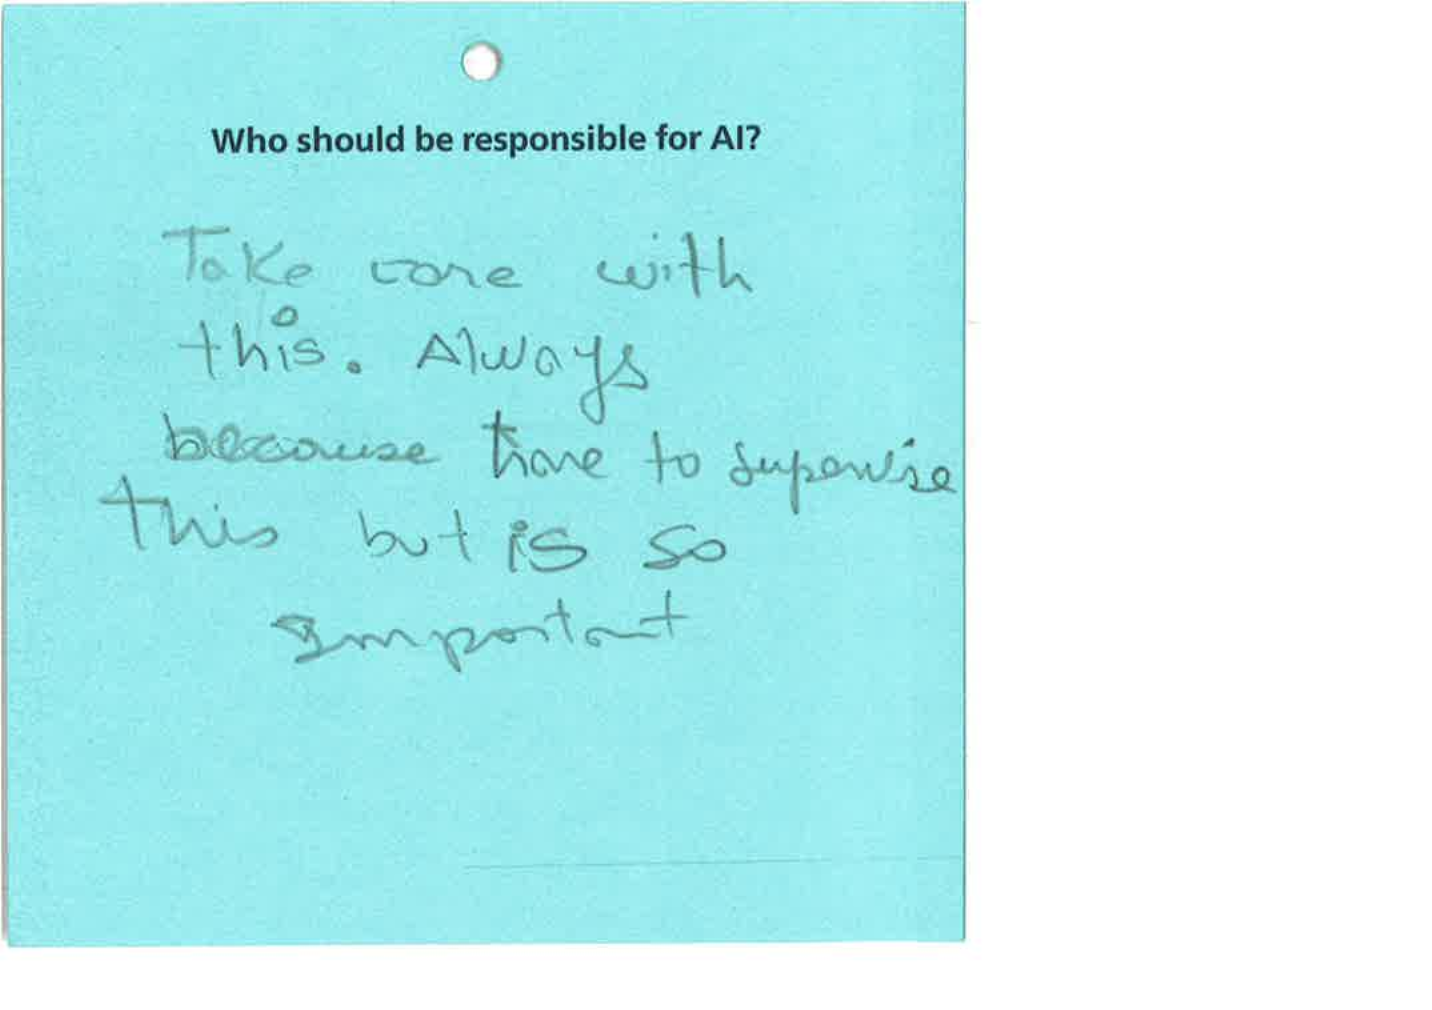 Who should be responsible for AI?
Take care with
this. Always
because have to supervise
this but is so
important